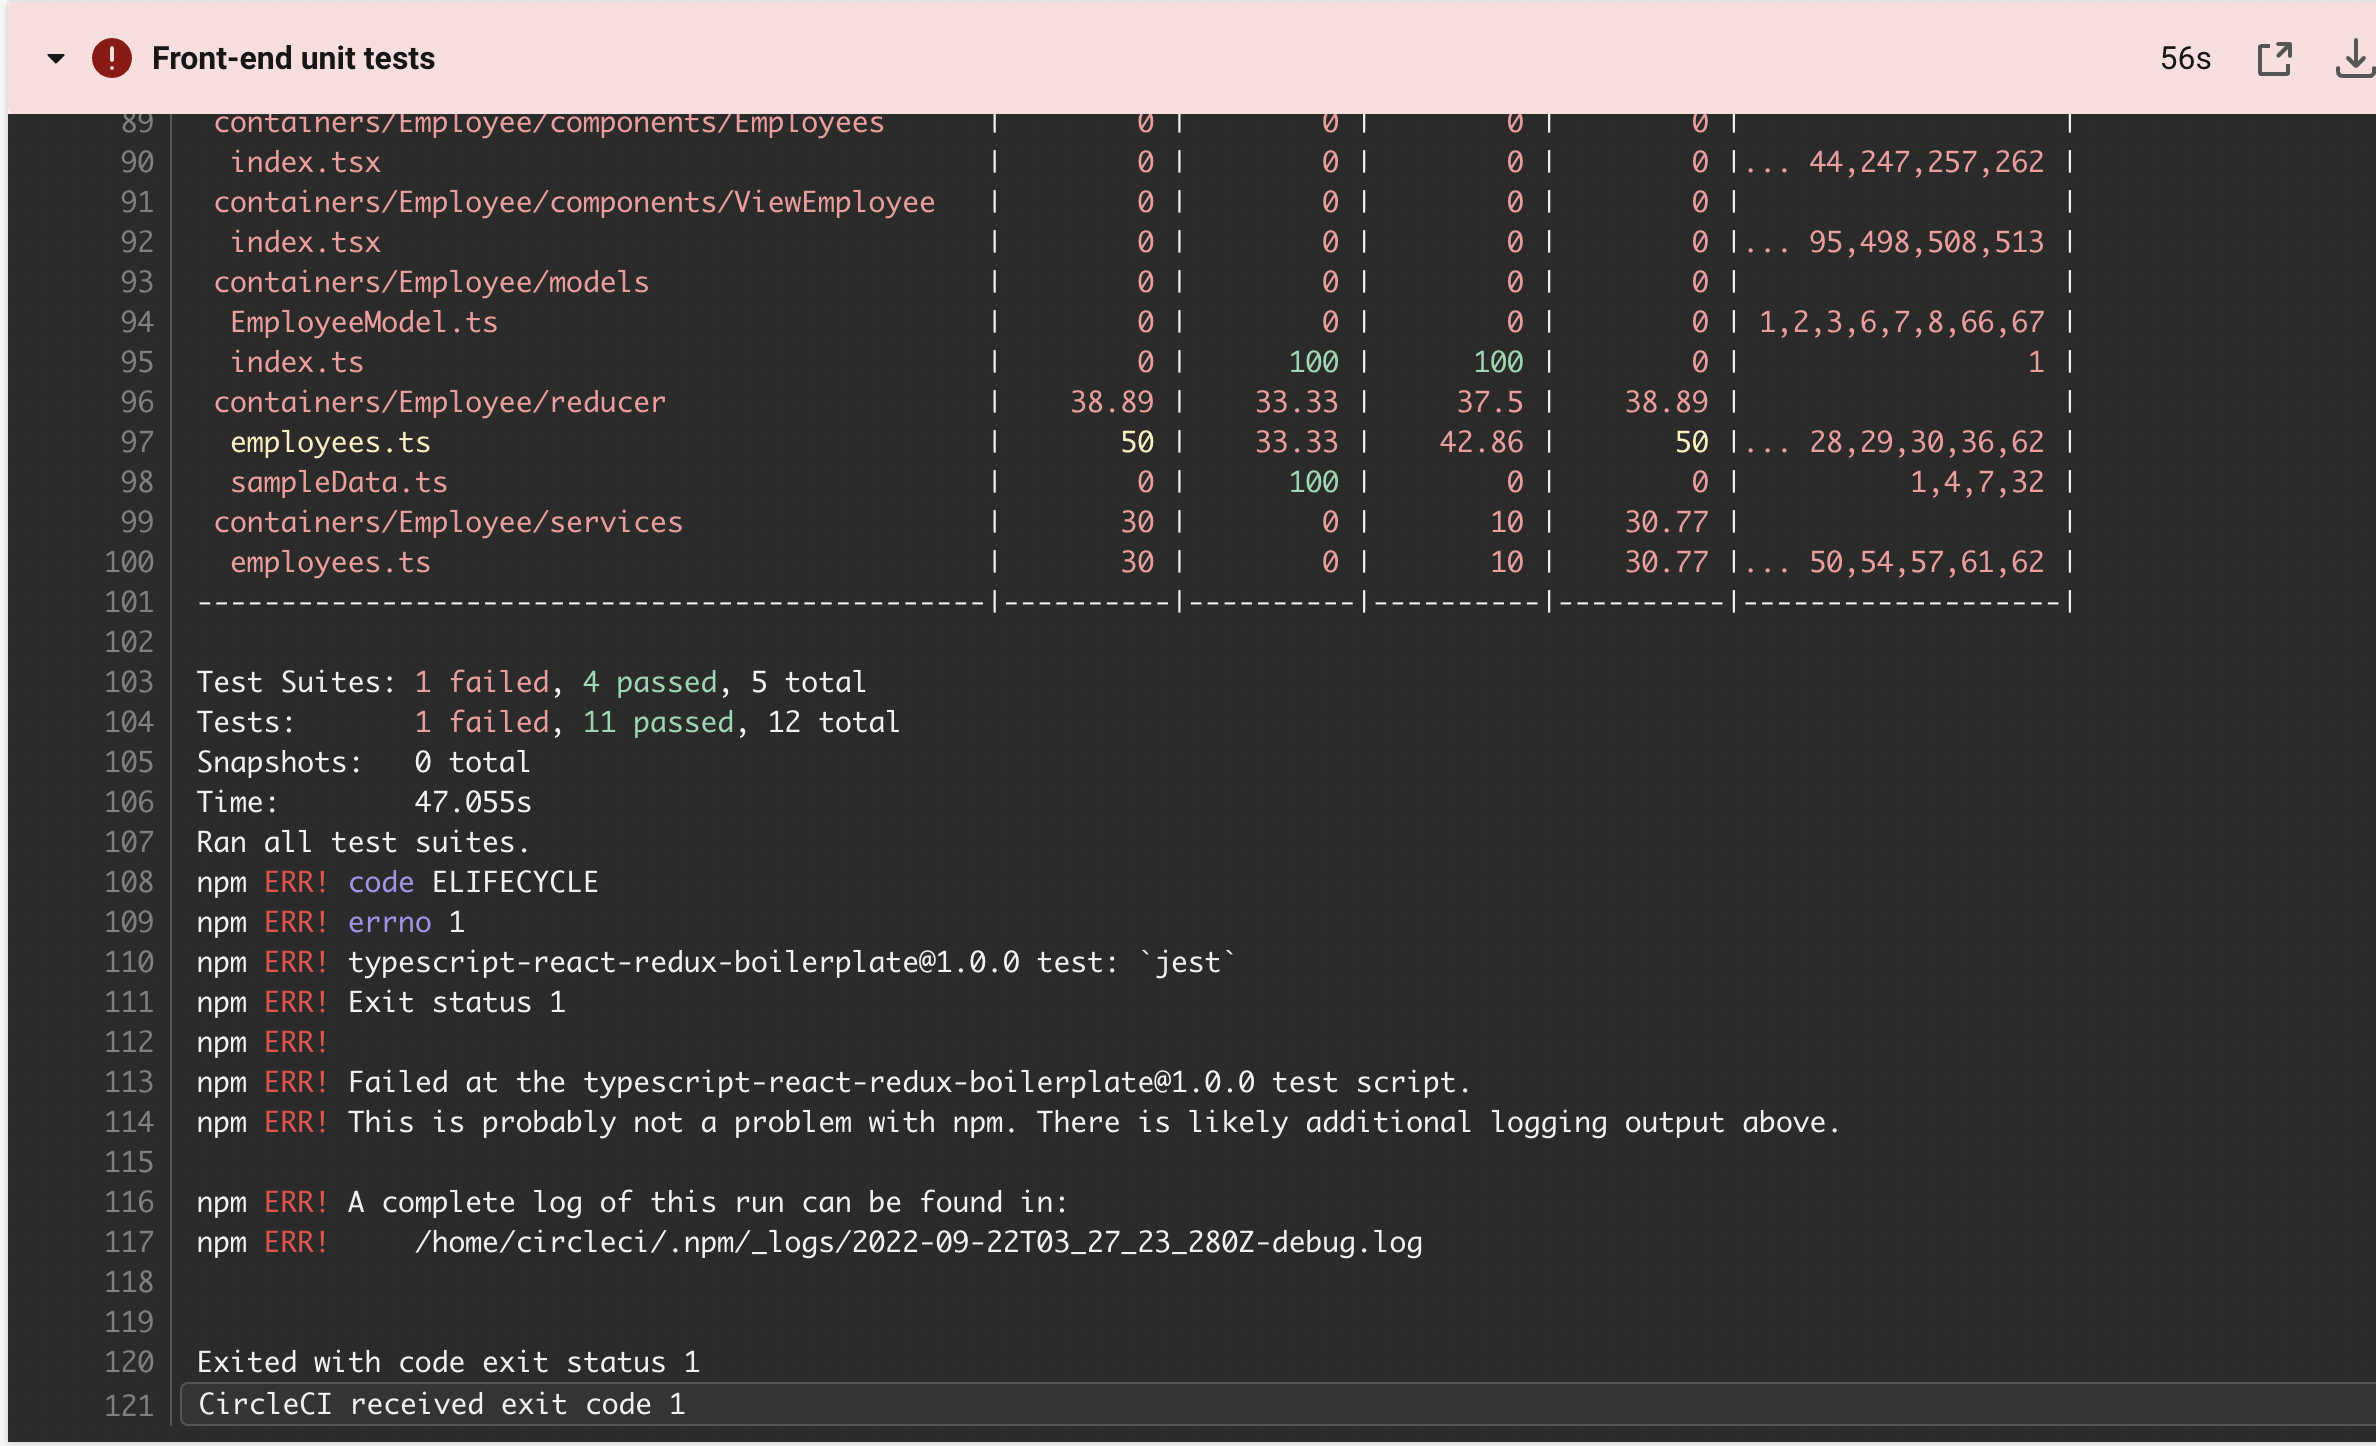 Front-end unit tests 56s
89 containers/Employee/components/Employees | 0 | 0 | 0 | 0 | |
90 index.tsx | 0 | 0 | 0 | 0 |... 44,247,257,262 |
91 containers/Employee/components/ViewEmployee | 0 | 0 | 0 | 0 | |
92 index.tsx | 0 | 0 | 0 | 0 |... 95,498,508,513 |
93 containers/Employee/models | 0 | 0 | 0 | 0 | |
94 EmployeeModel.ts | 0 | 0 | 0 | 0 | 1,2,3,6,7,8,66,67 |
95 index.ts | 0 | 100 | 100 | 0 | 1 |
96 containers/Employee/reducer | 38.89 | 33.33 | 37.5 | 38.89 | |
97 employees.ts | 50 | 33.33 | 42.86 | 50 |... 28,29,30,36,62 |
98 sampleData.ts | 0 | 100 | 0 | 0 | 1,4,7,32 |
99 containers/Employee/services | 30 | 0 | 10 | 30.77 | |
100 employees.ts | 30 | 0 | 10 | 30.77 |... 50,54,57,61,62 |
101 -----------------------------------------------|----------|----------|----------|----------|-------------------|
102
103 Test Suites: 1 failed, 4 passed, 5 total
104 Tests: 1 failed, 11 passed, 12 total
105 Snapshots: 0 total
106 Time: 47.055s
107 Ran all test suites.
108 npm ERR! code ELIFECYCLE
109 npm ERR! errno 1
110 npm ERR! typescript-react-redux-boilerplate@1.0.0 test: `jest`
111 npm ERR! Exit status 1
112 npm ERR!
113 npm ERR! Failed at the typescript-react-redux-boilerplate@1.0.0 test script.
114 npm ERR! This is probably not a problem with npm. There is likely additional logging output above.
115
116 npm ERR! A complete log of this run can be found in:
117 npm ERR! /home/circleci/.npm/_logs/2022-09-22T03_27_23_280Z-debug.log
118
119
120 Exited with code exit status 1
121 CircleCI received exit code 1